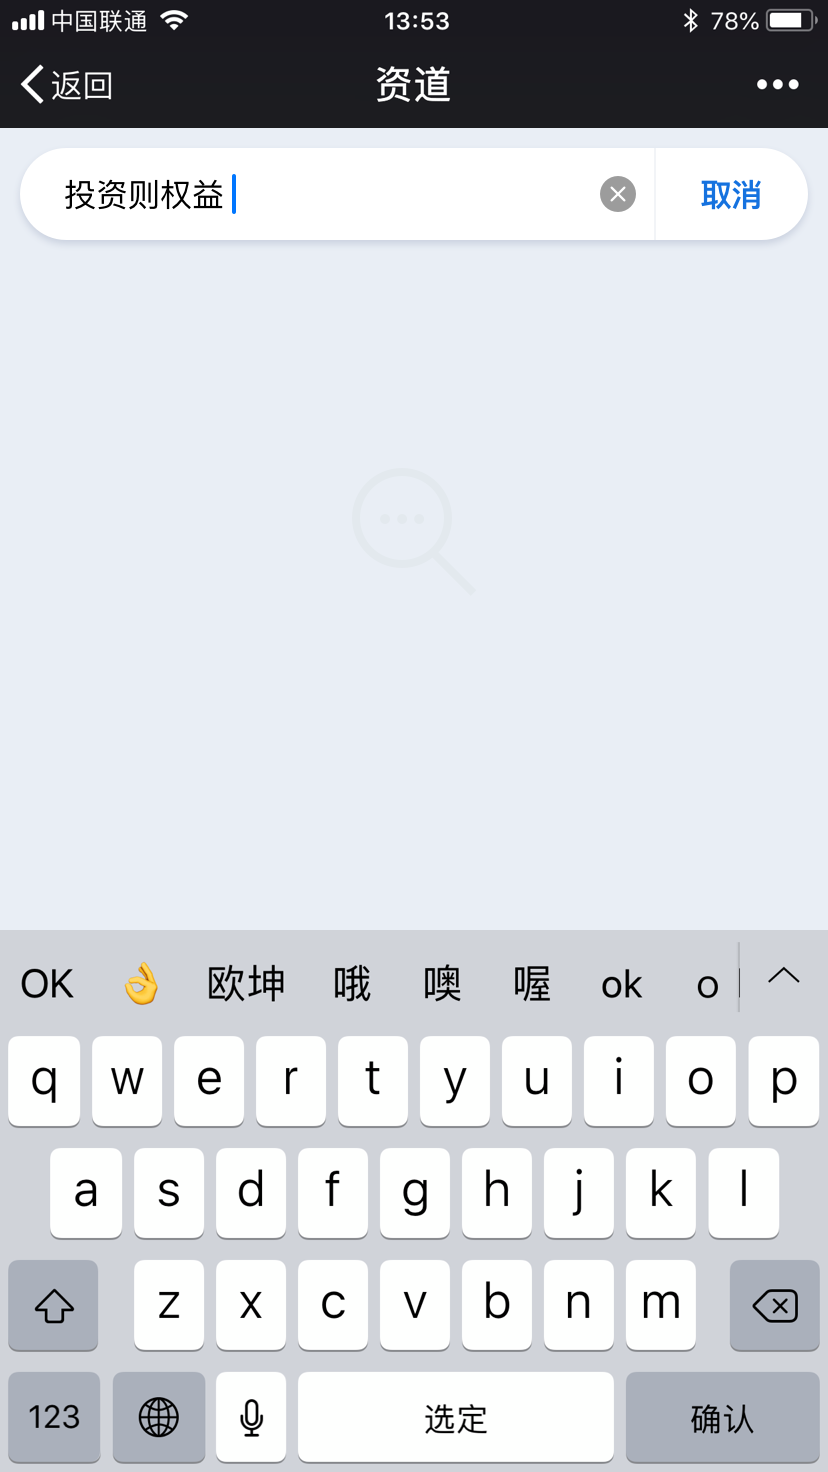 中国联通 13:53 78%
返回 资道
投资则权益 取消
OK 👌 欧坤 哦 噢 喔 ok o
q w e r t y u i o p
a s d f g h j k l
z x c v b n m
123 选定 确认